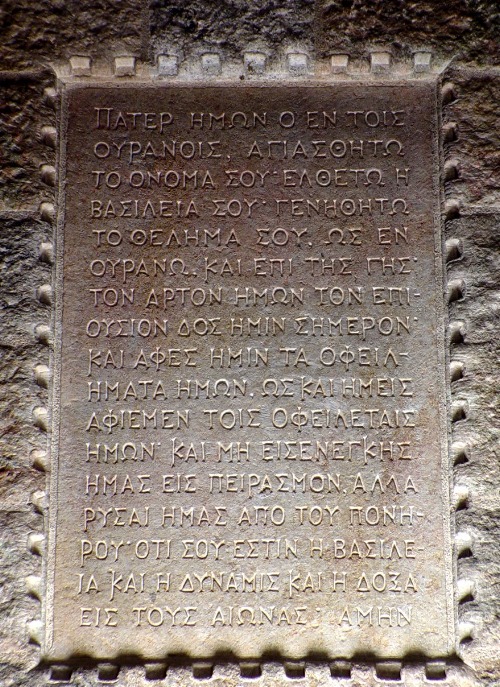 ΠΑΤΕΡ ΗΜΩΝ Ο ΕΝ ΤΟΙΣ
ΟΥΡΑΝΟΙΣ, ΑΓΙΑΣΘΗΤΩ
ΤΟ ΟΝΟΜΑ ΣΟΥ· ΕΛΘΕΤΩ Η
ΒΑΣΙΛΕΙΑ ΣΟΥ· ΓΕΝΗΘΗΤΩ
ΤΟ ΘΕΛΗΜΑ ΣΟΥ, ΩΣ ΕΝ
ΟΥΡΑΝΩ, ΚΑΙ ΕΠΙ ΤΗΣ ΓΗΣ·
ΤΟΝ ΑΡΤΟΝ ΗΜΩΝ ΤΟΝ ΕΠΙ-
ΟΥΣΙΟΝ ΔΟΣ ΗΜΙΝ ΣΗΜΕΡΟΝ·
ΚΑΙ ΑΦΕΣ ΗΜΙΝ ΤΑ ΟΦΕΙΛ-
ΗΜΑΤΑ ΗΜΩΝ, ΩΣ ΚΑΙ ΗΜΕΙΣ
ΑΦΙΕΜΕΝ ΤΟΙΣ ΟΦΕΙΛΕΤΑΙΣ
ΗΜΩΝ· ΚΑΙ ΜΗ ΕΙΣΕΝΕΓΚΗΣ
ΗΜΑΣ ΕΙΣ ΠΕΙΡΑΣΜΟΝ, ΑΛΛΑ
ΡΥΣΑΙ ΗΜΑΣ ΑΠΟ ΤΟΥ ΠΟΝΗ-
ΡΟΥ ΟΤΙ ΣΟΥ ΕΣΤΙΝ Η ΒΑΣΙΛΕ-
ΙΑ ΚΑΙ Η ΔΥΝΑΜΙΣ ΚΑΙ Η ΔΟΞΑ
ΕΙΣ ΤΟΥΣ ΑΙΩΝΑΣ· ΑΜΗΝ